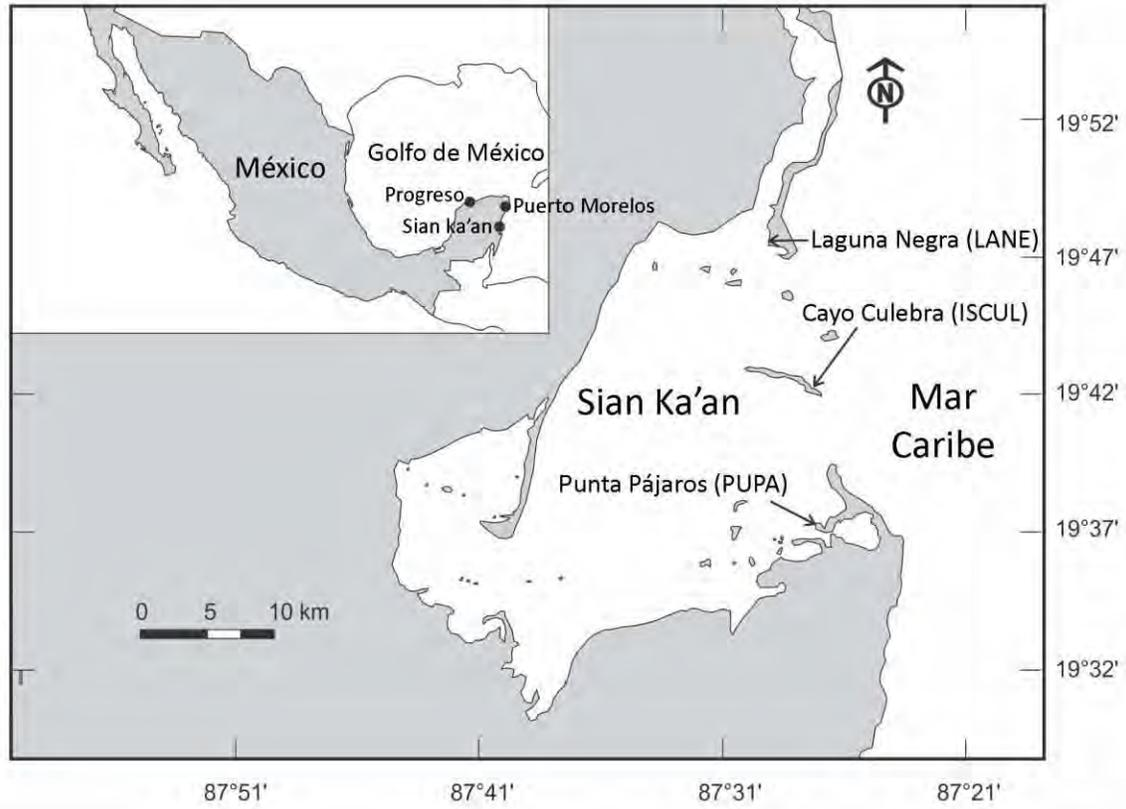 México
Golfo de México
Progreso
Puerto Morelos
Sian ka'an
N
19°52'
Laguna Negra (LANE)
19°47'
Cayo Culebra (ISCUL)
Sian Ka'an
Mar
Caribe
19°42'
Punta Pájaros (PUPA)
19°37'
0 5 10 km
19°32'
87°51' 87°41' 87°31' 87°21'